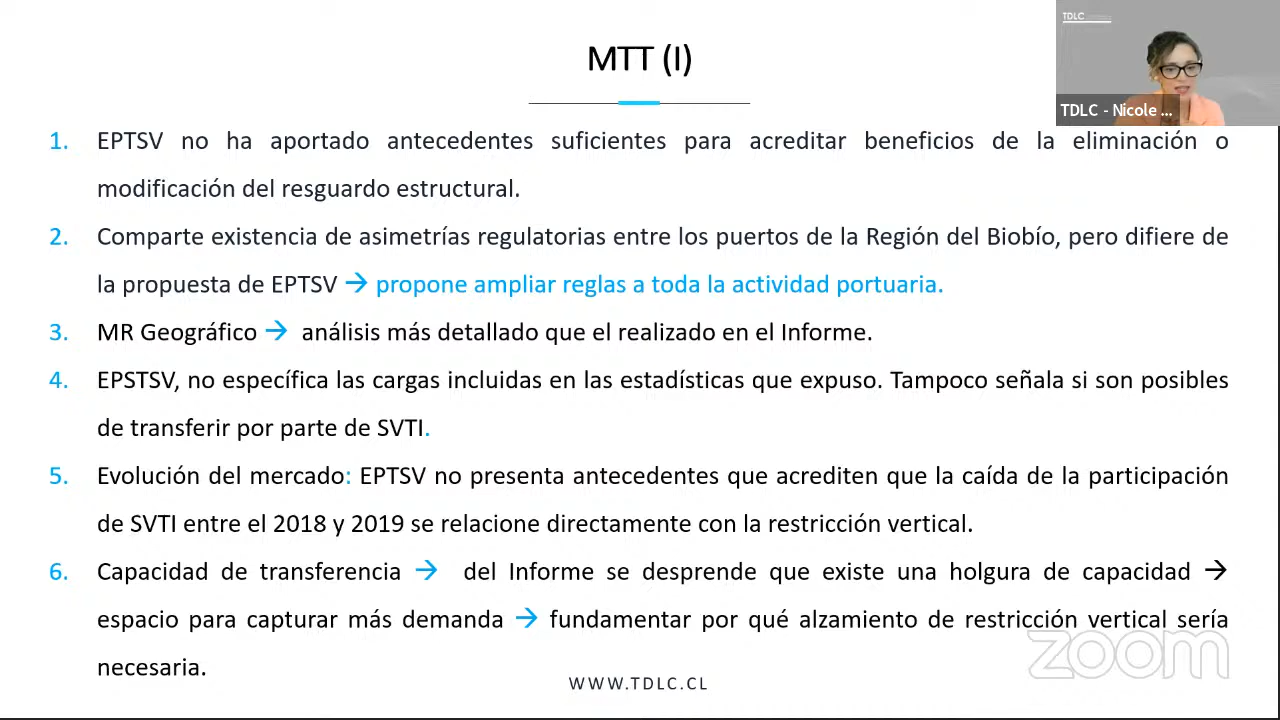 MTT (I)
TDLC
TDLC - Nicole ...
1. EPTSV no ha aportado antecedentes suficientes para acreditar beneficios de la eliminación o
modificación del resguardo estructural.
2. Comparte existencia de asimetrías regulatorias entre los puertos de la Región del Biobío, pero difiere de
la propuesta de EPTSV → propone ampliar reglas a toda la actividad portuaria.
3. MR Geográfico → análisis más detallado que el realizado en el Informe.
4. EPSTSV, no específica las cargas incluidas en las estadísticas que expuso. Tampoco señala si son posibles
de transferir por parte de SVTI.
5. Evolución del mercado: EPTSV no presenta antecedentes que acrediten que la caída de la participación
de SVTI entre el 2018 y 2019 se relacione directamente con la restricción vertical.
6. Capacidad de transferencia → del Informe se desprende que existe una holgura de capacidad →
espacio para capturar más demanda → fundamentar por qué alzamiento de restricción vertical sería
necesaria.
zoom
WWW.TDLC.CL